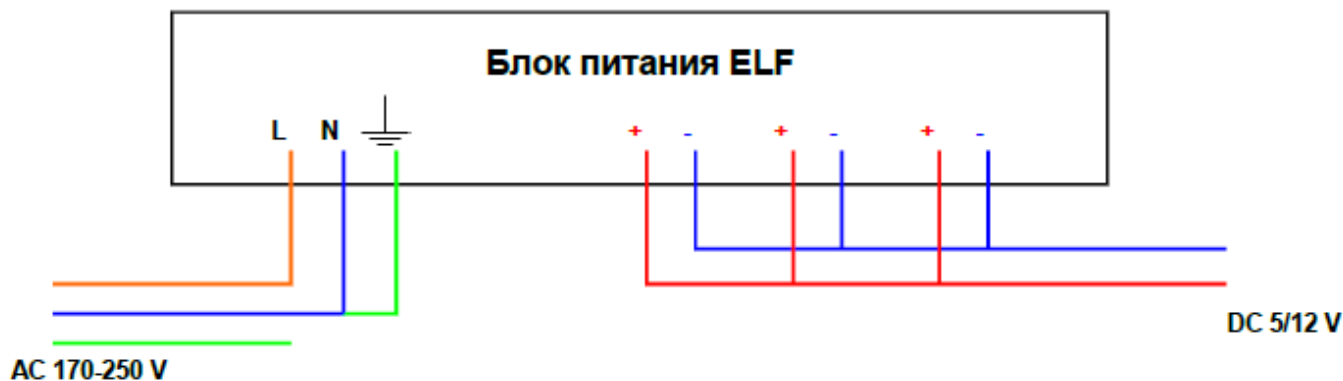 Блок питания ELF
L N + - + - + -
DC 5/12 V
AC 170-250 V